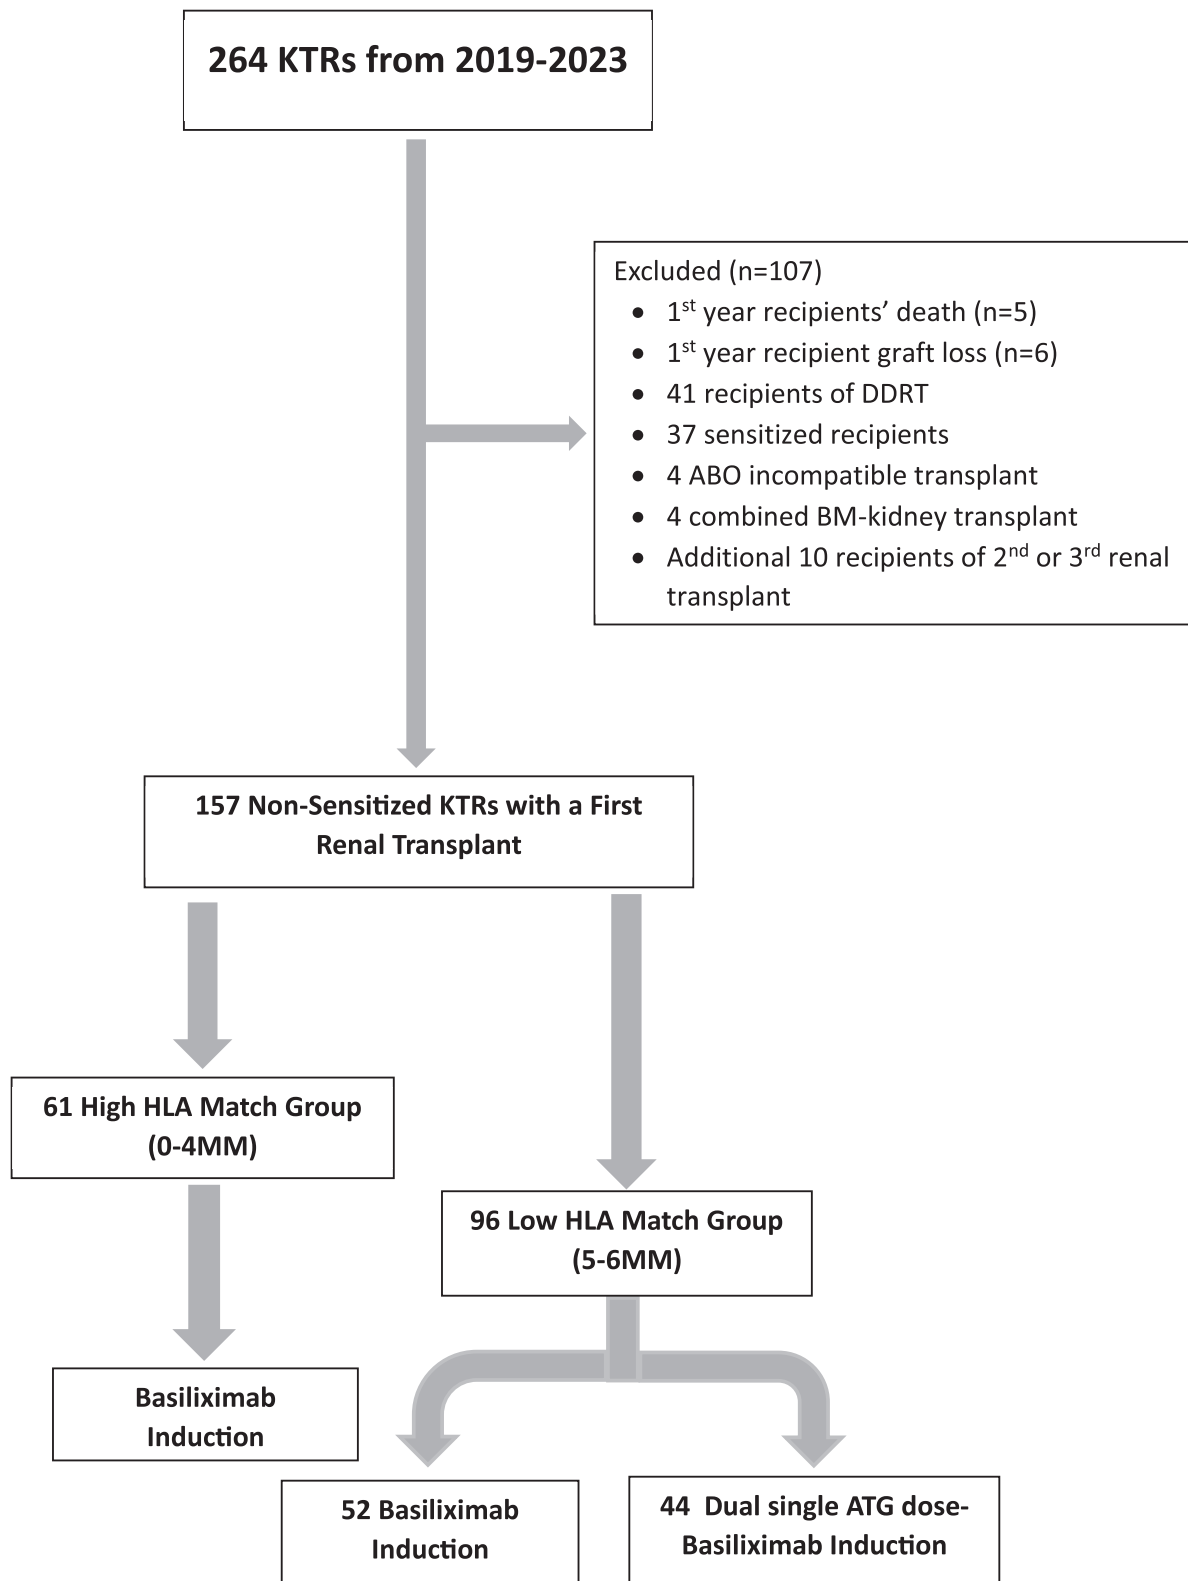 264 KTRs from 2019-2023
Excluded (n=107)
• 1st year recipients’ death (n=5)
• 1st year recipient graft loss (n=6)
• 41 recipients of DDRT
• 37 sensitized recipients
• 4 ABO incompatible transplant
• 4 combined BM-kidney transplant
• Additional 10 recipients of 2nd or 3rd renal
transplant
157 Non-Sensitized KTRs with a First
Renal Transplant
61 High HLA Match Group
(0-4MM)
96 Low HLA Match Group
(5-6MM)
Basiliximab
Induction
52 Basiliximab
Induction
44 Dual single ATG dose-
Basiliximab Induction